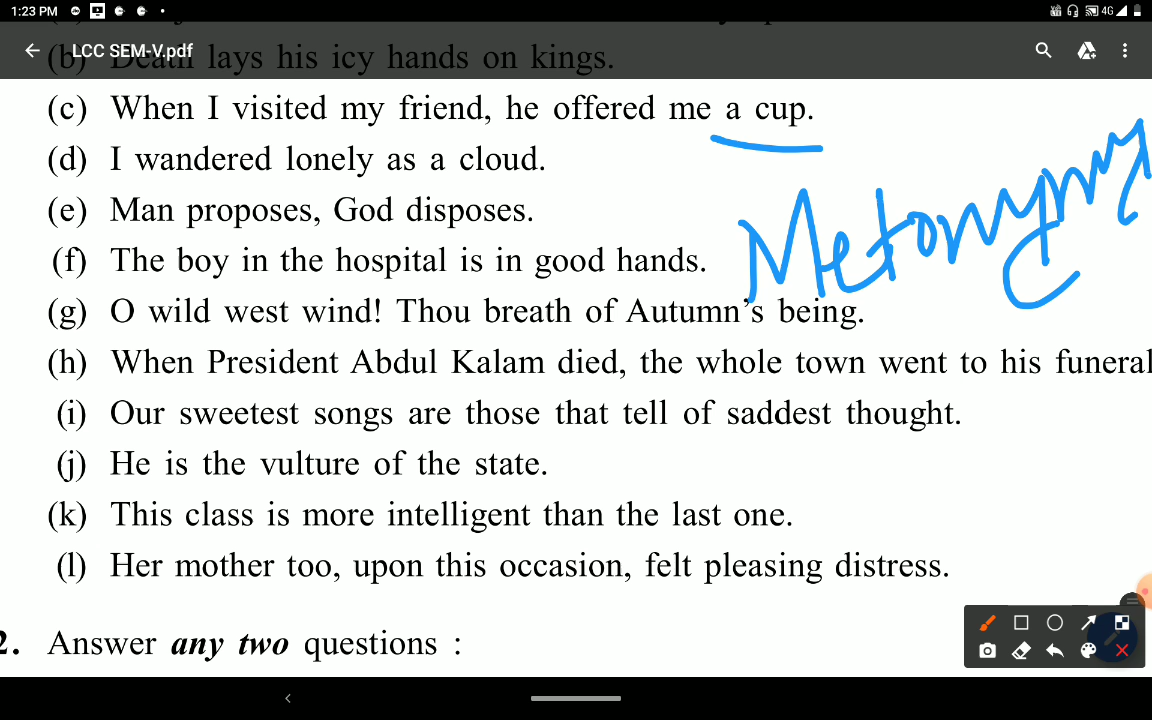 1:23 PM 4G
LCC SEM-V.pdf
(b) Death lays his icy hands on kings.
(c) When I visited my friend, he offered me a cup.
(d) I wandered lonely as a cloud.
(e) Man proposes, God disposes.
Metonymy
(f) The boy in the hospital is in good hands.
(g) O wild west wind! Thou breath of Autumn's being.
(h) When President Abdul Kalam died, the whole town went to his funeral
(i) Our sweetest songs are those that tell of saddest thought.
(j) He is the vulture of the state.
(k) This class is more intelligent than the last one.
(l) Her mother too, upon this occasion, felt pleasing distress.
2. Answer any two questions :